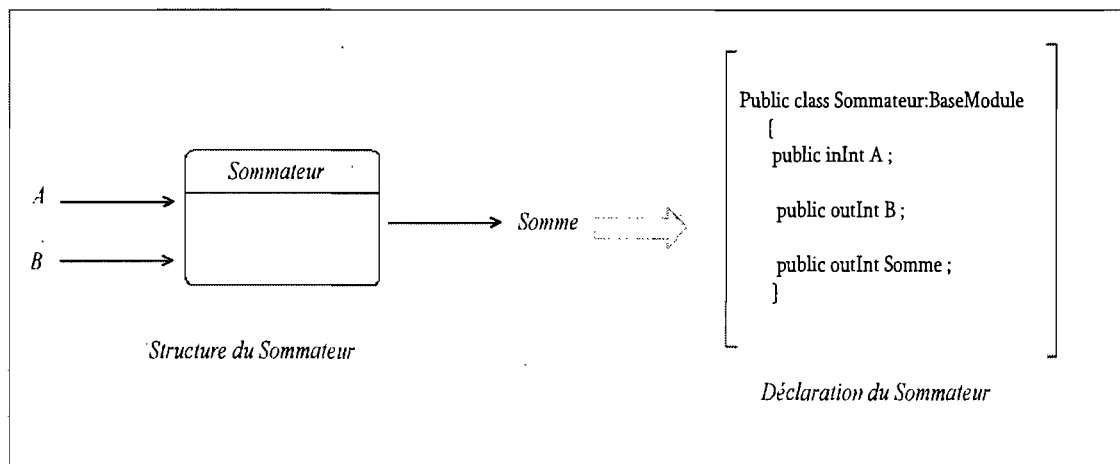 Sommateur
A
B
Somme
Structure du Sommateur
Public class Sommateur:BaseModule
{
public inInt A ;
public outInt B ;
public outInt Somme ;
}
Déclaration du Sommateur